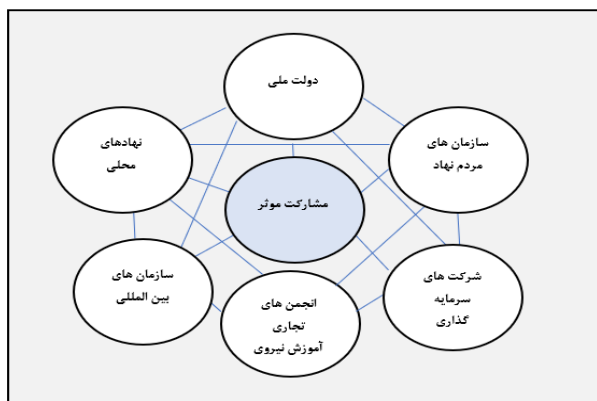 دولت ملی
نهادهای
محلی
سازمان های
مردم نهاد
مشارکت موثر
سازمان های
بین المللی
انجمن های
تجاری
آموزش نیروی
شرکت های
سرمایه
گذاری